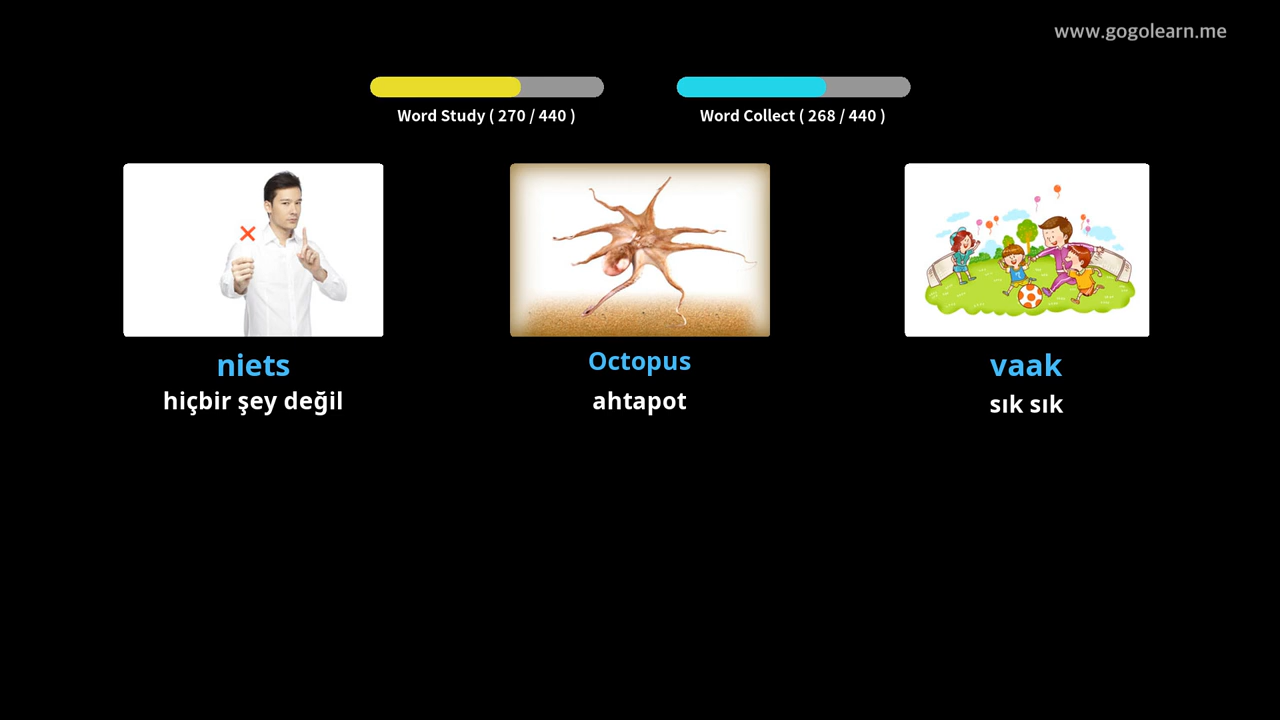 www.gogolearn.me
Word Study ( 270 / 440 )
Word Collect ( 268 / 440 )
niets
hiçbir şey değil
Octopus
ahtapot
vaak
sık sık